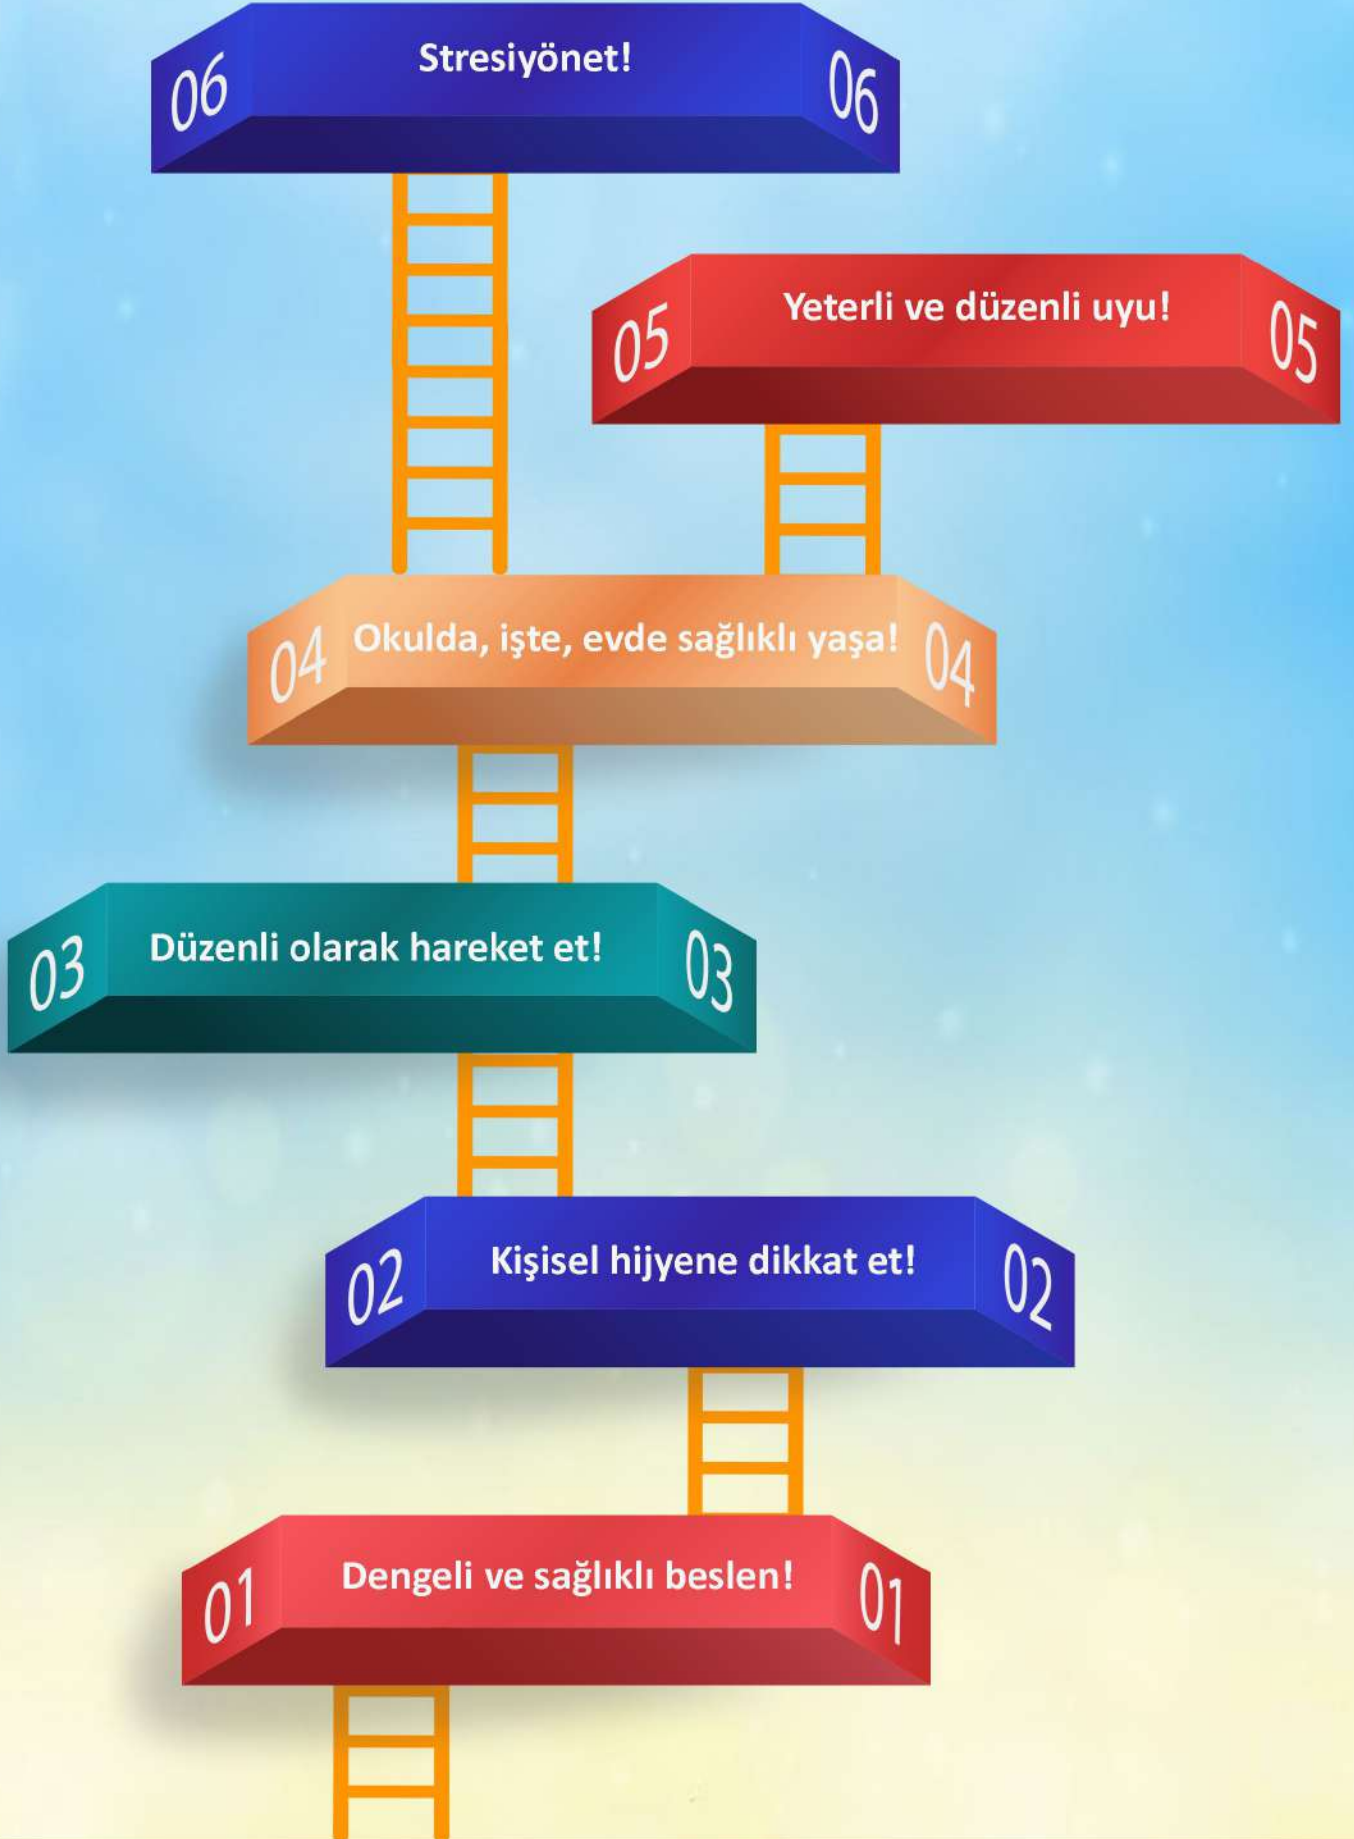 06 Stresiyönet! 06
05 Yeterli ve düzenli uyu! 05
04 Okulda, işte, evde sağlıklı yaşa! 04
03 Düzenli olarak hareket et! 03
02 Kişisel hijyene dikkat et! 02
01 Dengeli ve sağlıklı beslen! 01